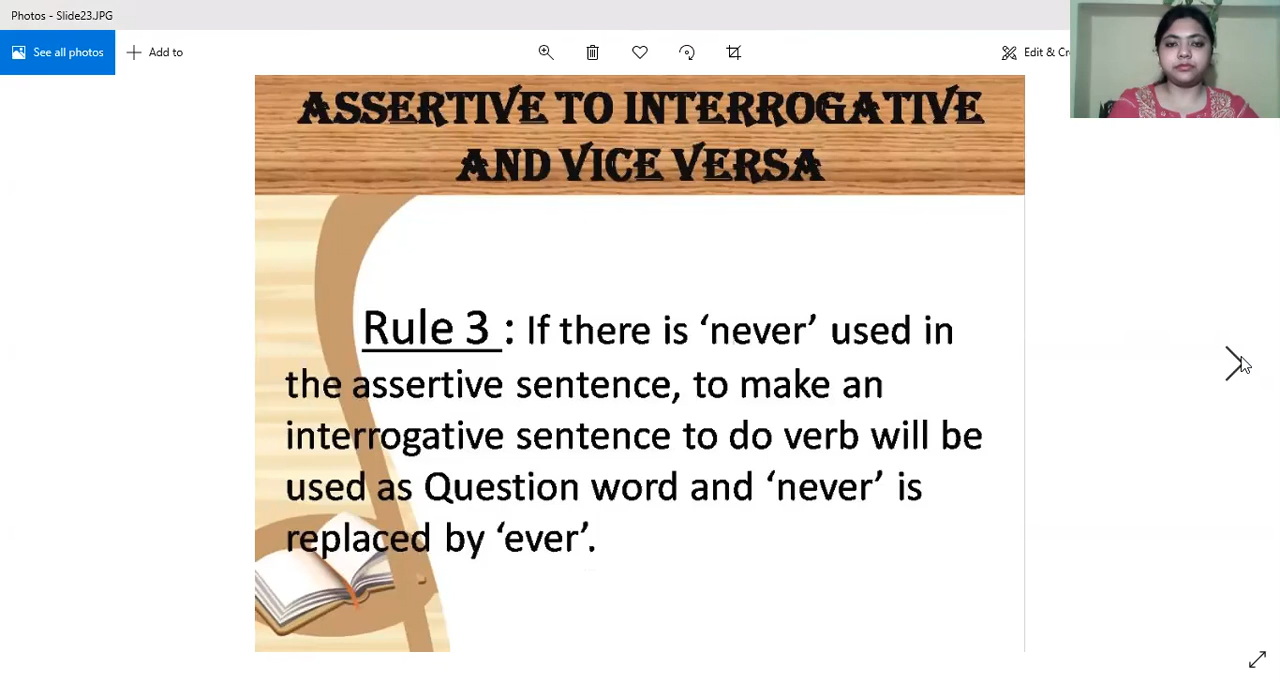 Photos - Slide23.JPG
See all photos
Add to
Edit & Cr
ASSERTIVE TO INTERROGATIVE
AND VICE VERSA
Rule 3 : If there is ‘never’ used in
the assertive sentence, to make an
interrogative sentence to do verb will be
used as Question word and ‘never’ is
replaced by ‘ever’.